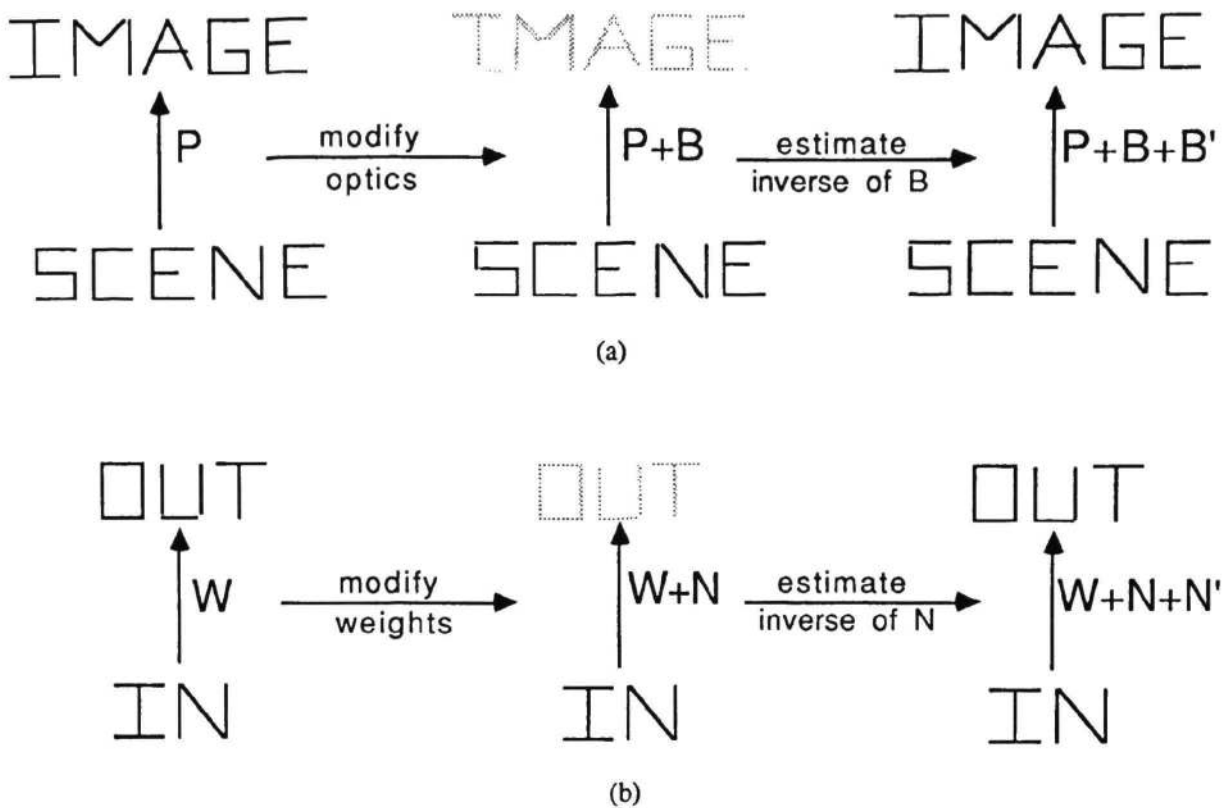 IMAGE IMAGE IMAGE
P modify optics P+B estimate inverse of B P+B+B'
SCENE SCENE SCENE
(a)
OUT OUT OUT
W modify weights W+N estimate inverse of N W+N+N'
IN IN IN
(b)